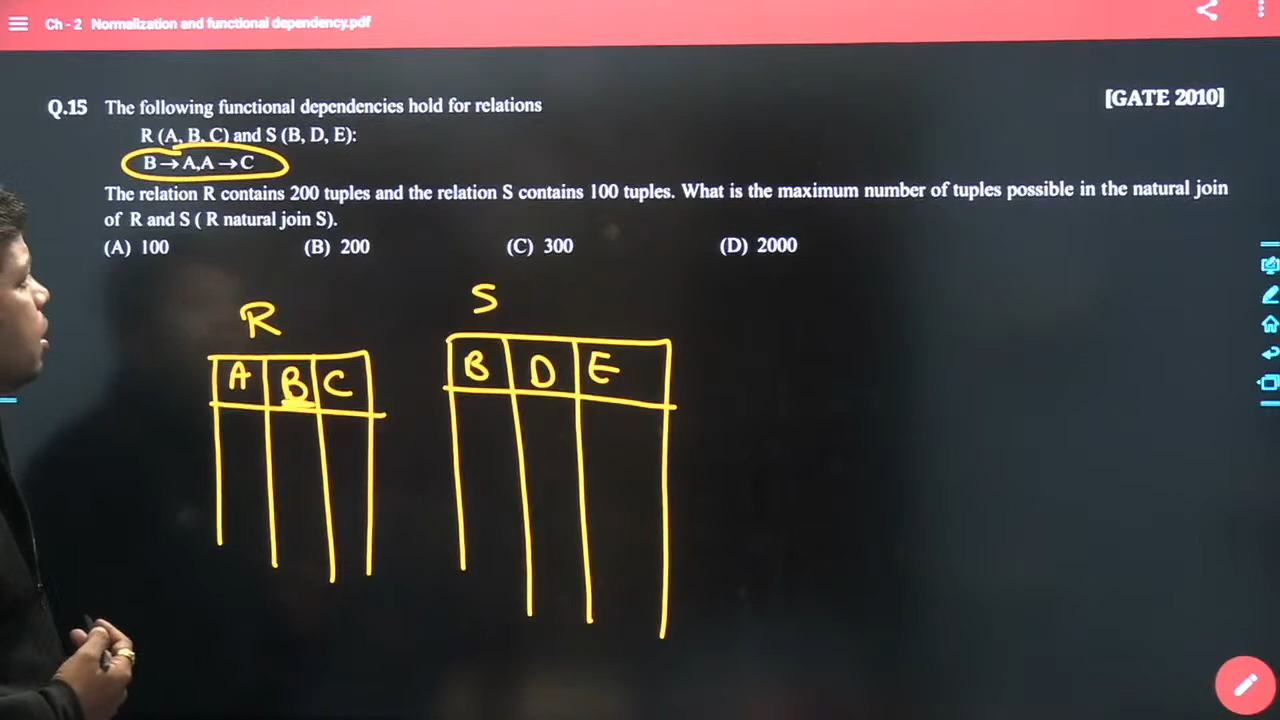 Ch - 2 Normalization and functional dependency.pdf
Q.15 The following functional dependencies hold for relations [GATE 2010]
R (A, B, C) and S (B, D, E):
B→A,A→C
The relation R contains 200 tuples and the relation S contains 100 tuples. What is the maximum number of tuples possible in the natural join
of R and S ( R natural join S).
(A) 100 (B) 200 (C) 300 (D) 2000
R S
A B C B D E